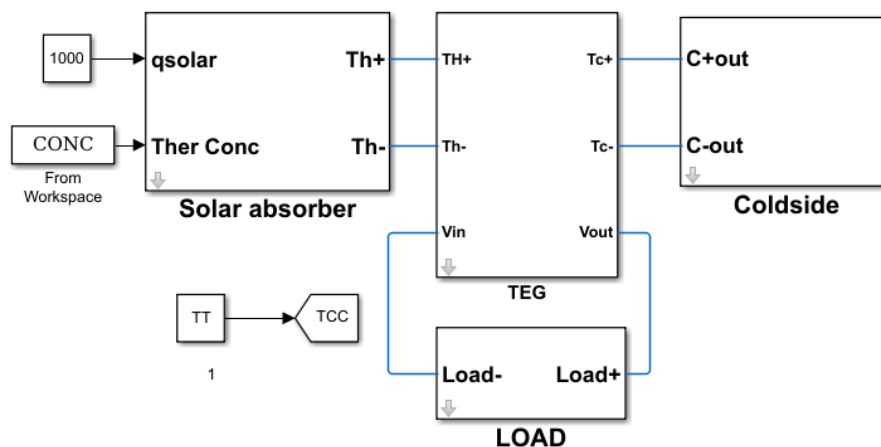 1000
qsolar
Th+
CONC
Ther Conc
Th-
From
Workspace
Solar absorber
TH+
Tc+
Th-
Tc-
Vin
Vout
TEG
C+out
C-out
Coldside
TT
TCC
1
Load-
Load+
LOAD